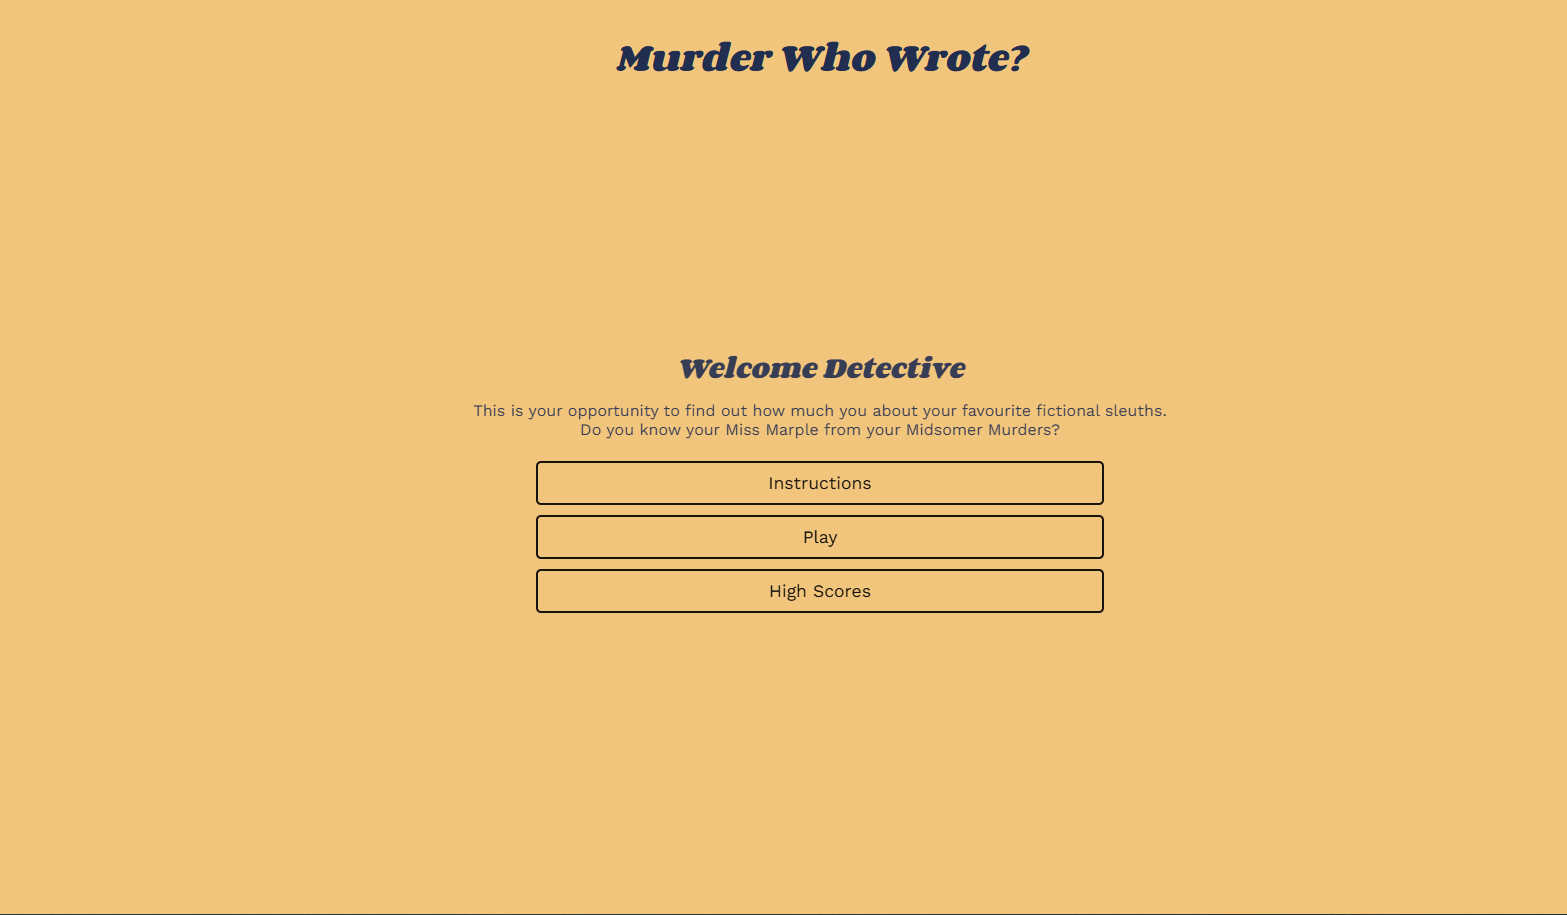 Murder Who Wrote?
Welcome Detective
This is your opportunity to find out how much you about your favourite fictional sleuths.
Do you know your Miss Marple from your Midsomer Murders?
Instructions
Play
High Scores